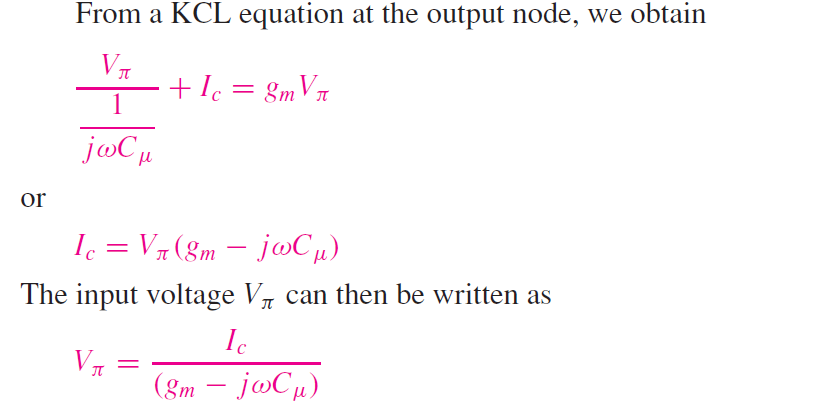 From a KCL equation at the output node, we obtain
\frac{V_\pi}{\frac{1}{j\omega C_\mu}} + I_c = g_m V_\pi
or
I_c = V_\pi (g_m - j\omega C_\mu)
The input voltage V_\pi can then be written as
V_\pi = \frac{I_c}{(g_m - j\omega C_\mu)}